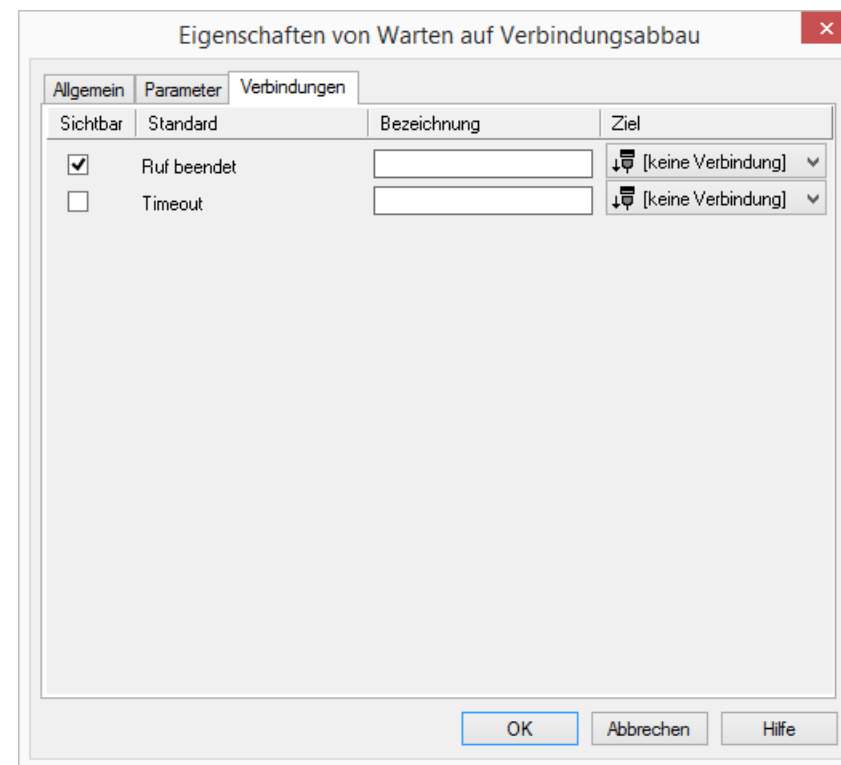 Eigenschaften von Warten auf Verbindungsabbau
Allgemein Parameter Verbindungen
Sichtbar Standard Bezeichnung Ziel
Ruf beendet [keine Verbindung]
Timeout [keine Verbindung]
OK Abbrechen Hilfe